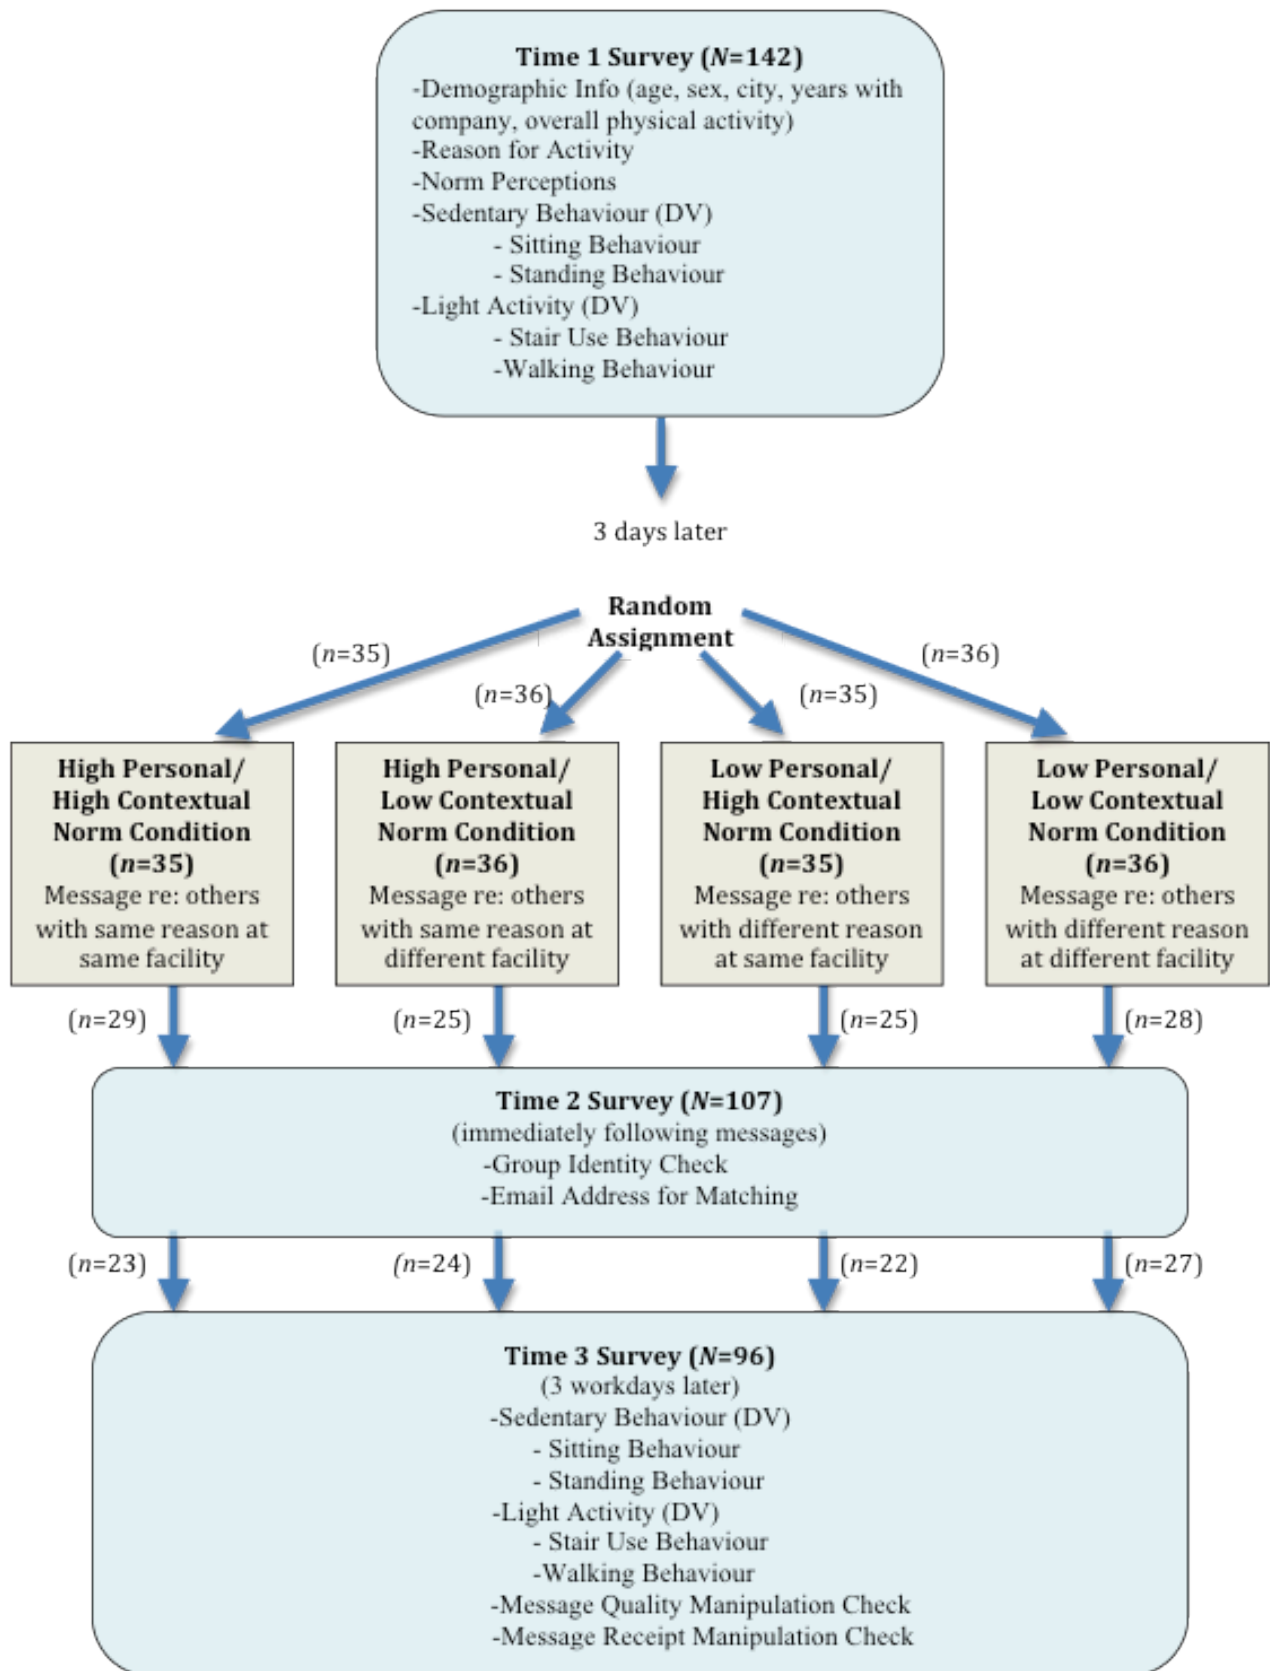 Time 1 Survey (N=142)
-Demographic Info (age, sex, city, years with
company, overall physical activity)
-Reason for Activity
-Norm Perceptions
-Sedentary Behaviour (DV)
- Sitting Behaviour
- Standing Behaviour
-Light Activity (DV)
- Stair Use Behaviour
-Walking Behaviour
3 days later
Random
Assignment
(n=35)
(n=36)
(n=35)
(n=36)
High Personal/
High Contextual
Norm Condition
(n=35)
Message re: others
with same reason at
same facility
High Personal/
Low Contextual
Norm Condition
(n=36)
Message re: others
with same reason at
different facility
Low Personal/
High Contextual
Norm Condition
(n=35)
Message re: others
with different reason
at same facility
Low Personal/
Low Contextual
Norm Condition
(n=36)
Message re: others
with different reason
at different facility
(n=29)
(n=25)
(n=25)
(n=28)
Time 2 Survey (N=107)
(immediately following messages)
-Group Identity Check
-Email Address for Matching
(n=23)
(n=24)
(n=22)
(n=27)
Time 3 Survey (N=96)
(3 workdays later)
-Sedentary Behaviour (DV)
- Sitting Behaviour
- Standing Behaviour
-Light Activity (DV)
- Stair Use Behaviour
-Walking Behaviour
-Message Quality Manipulation Check
-Message Receipt Manipulation Check